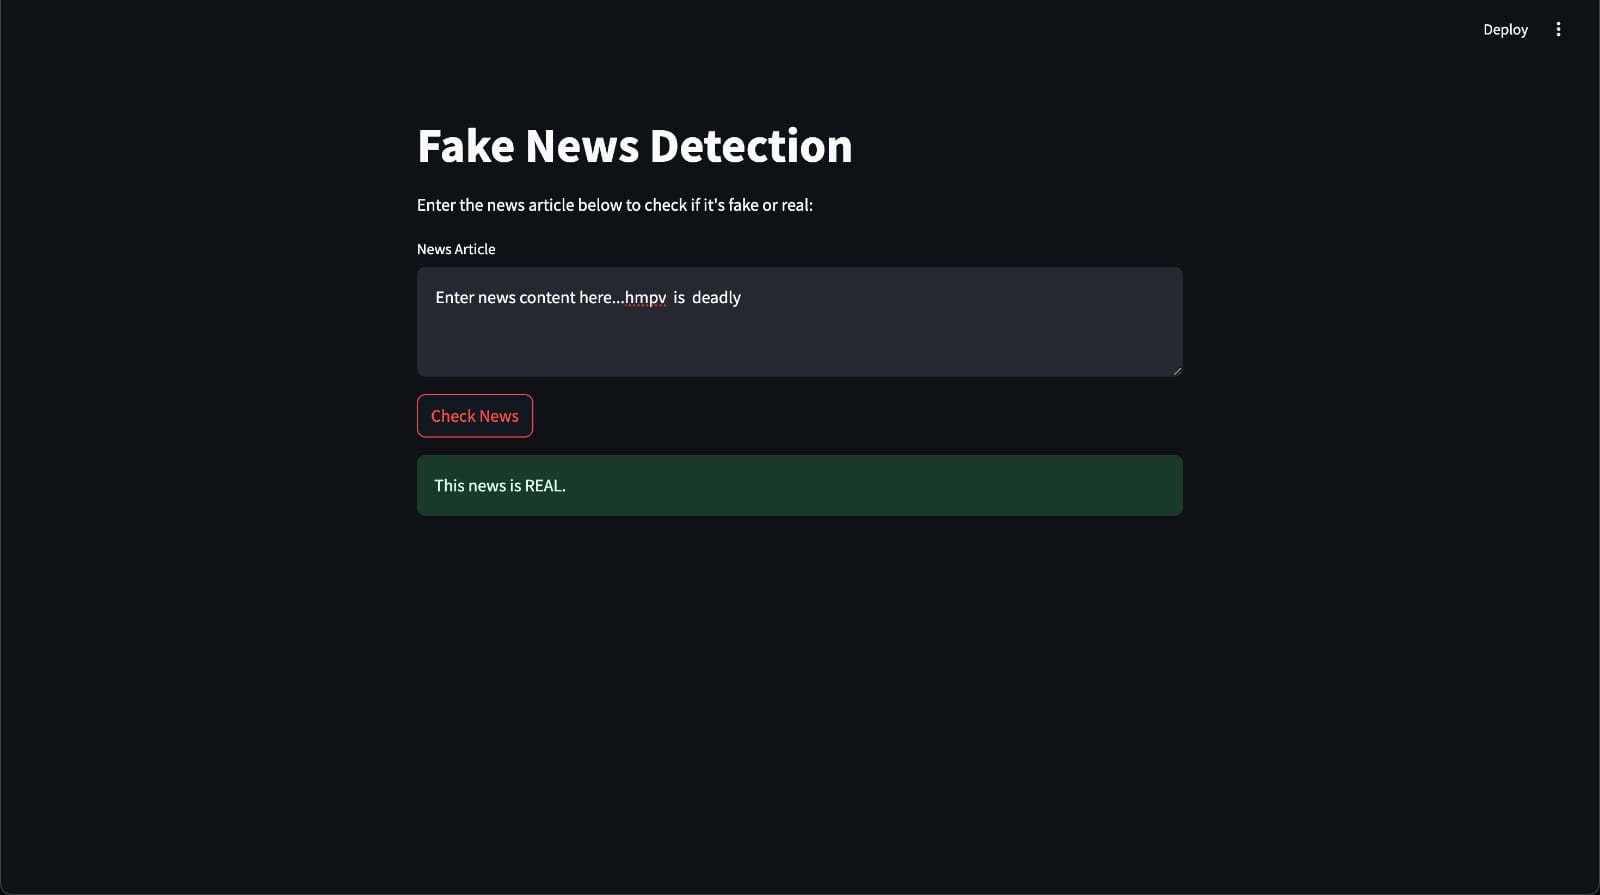 Deploy
Fake News Detection
Enter the news article below to check if it's fake or real:
News Article
Enter news content here...hmpv is deadly
Check News
This news is REAL.